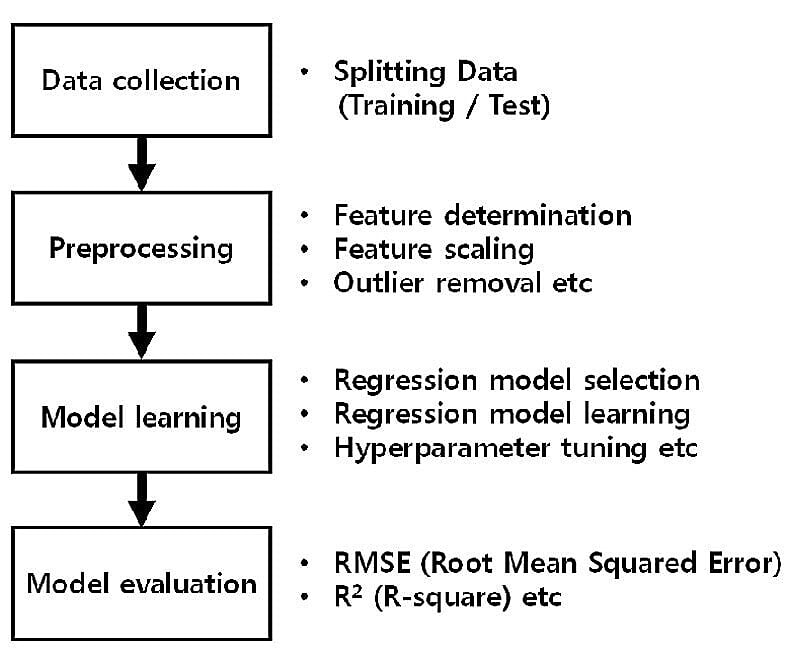 Data collection
• Splitting Data
(Training / Test)
Preprocessing
• Feature determination
• Feature scaling
• Outlier removal etc
Model learning
• Regression model selection
• Regression model learning
• Hyperparameter tuning etc
Model evaluation
• RMSE (Root Mean Squared Error)
• R² (R-square) etc